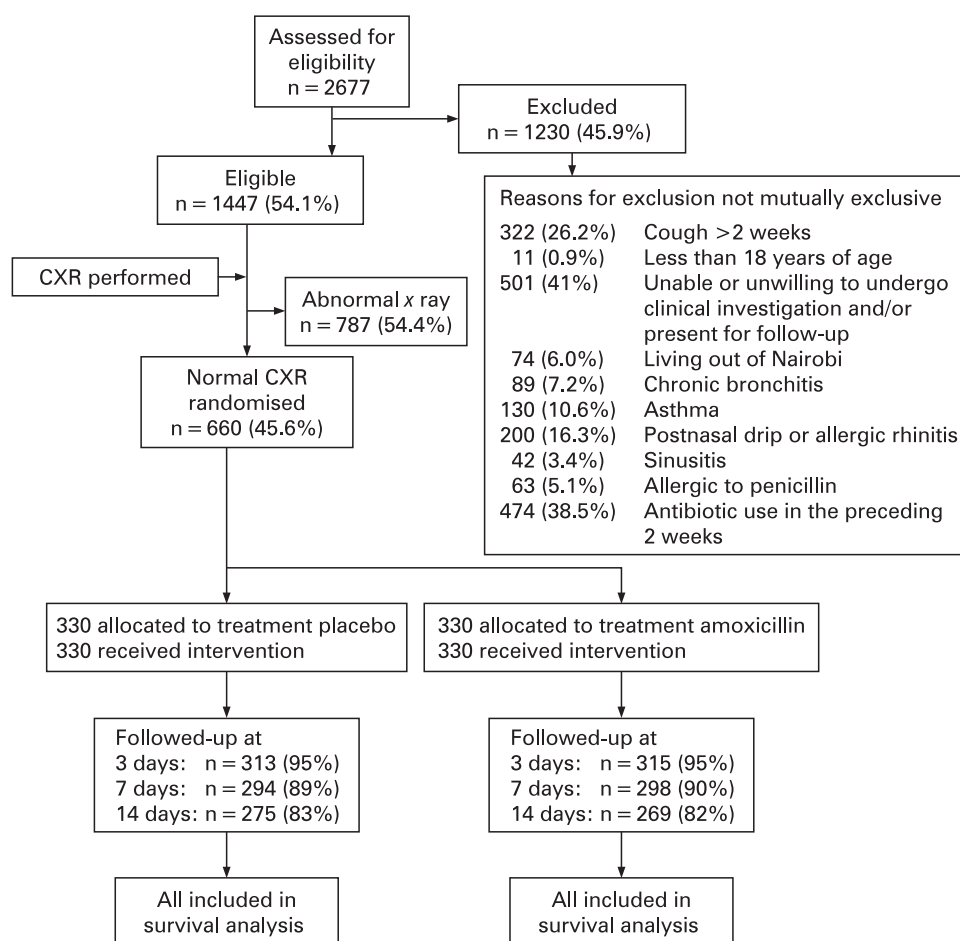 Assessed for
eligibility
n = 2677
Excluded
n = 1230 (45.9%)
Eligible
n = 1447 (54.1%)
Reasons for exclusion not mutually exclusive
322 (26.2%) Cough >2 weeks
11 (0.9%) Less than 18 years of age
501 (41%) Unable or unwilling to undergo
clinical investigation and/or
present for follow-up
74 (6.0%) Living out of Nairobi
89 (7.2%) Chronic bronchitis
130 (10.6%) Asthma
200 (16.3%) Postnasal drip or allergic rhinitis
42 (3.4%) Sinusitis
63 (5.1%) Allergic to penicillin
474 (38.5%) Antibiotic use in the preceding
2 weeks
CXR performed
Abnormal x ray
n = 787 (54.4%)
Normal CXR
randomised
n = 660 (45.6%)
330 allocated to treatment placebo
330 received intervention
330 allocated to treatment amoxicillin
330 received intervention
Followed-up at
3 days: n = 313 (95%)
7 days: n = 294 (89%)
14 days: n = 275 (83%)
Followed-up at
3 days: n = 315 (95%)
7 days: n = 298 (90%)
14 days: n = 269 (82%)
All included in
survival analysis
All included in
survival analysis